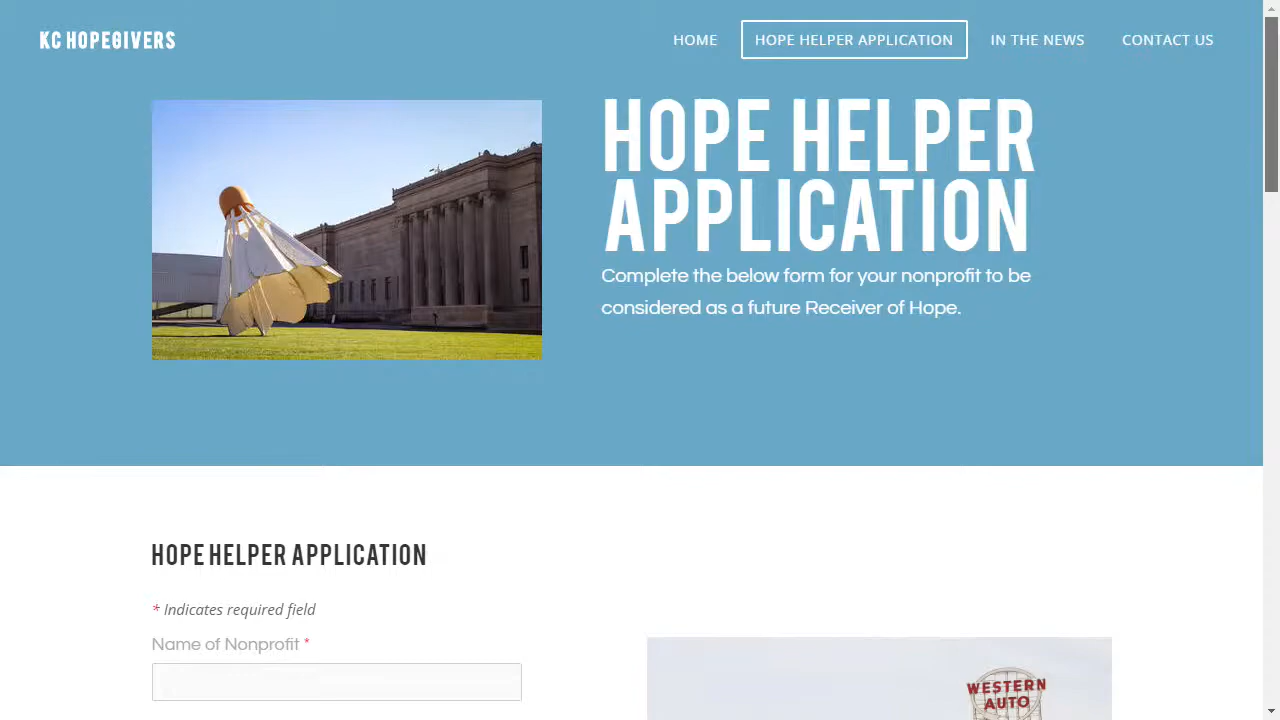 KC HOPEGIVERS
HOME
HOPE HELPER APPLICATION
IN THE NEWS
CONTACT US
HOPE HELPER
APPLICATION
Complete the below form for your nonprofit to be
considered as a future Receiver of Hope.
HOPE HELPER APPLICATION
* Indicates required field
Name of Nonprofit *
WESTERN
AUTO